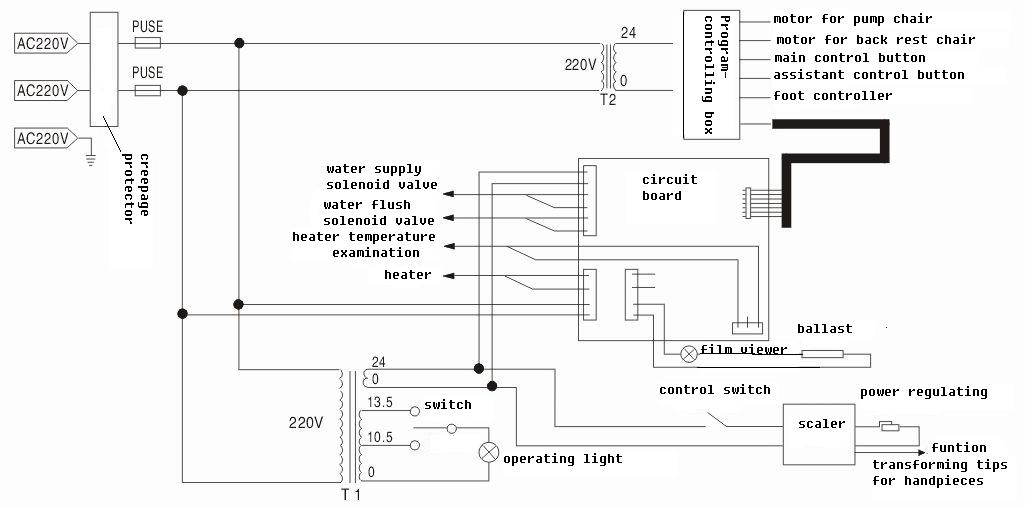 AC220V
AC220V
AC220V
creepage
protector
PUSE
PUSE
220V
24
0
T2
Program-
controlling box
motor for pump chair
motor for back rest chair
main control button
assistant control button
foot controller
water supply
solenoid valve
water flush
solenoid valve
heater temperature
examination
heater
circuit
board
ballast
film viewer
24
0
13.5
10.5
0
220V
T1
switch
operating light
control switch
scaler
power regulating
funtion
transforming tips
for handpieces